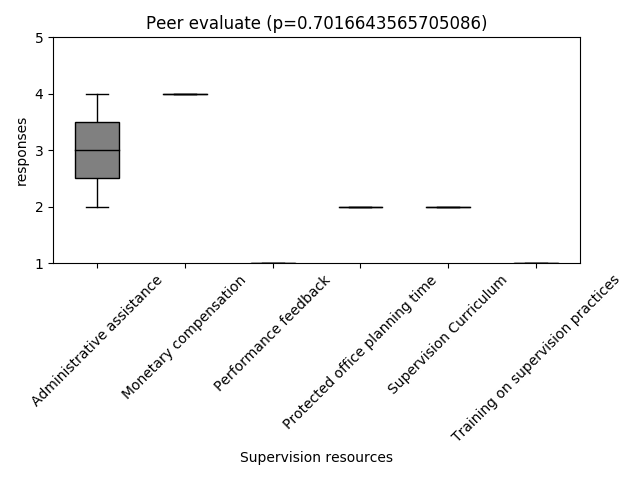 Peer evaluate (p=0.7016643565705086)
5
4
3
2
1
responses
Administrative assistance
Monetary compensation
Performance feedback
Protected office planning time
Supervision Curriculum
Training on supervision practices
Supervision resources